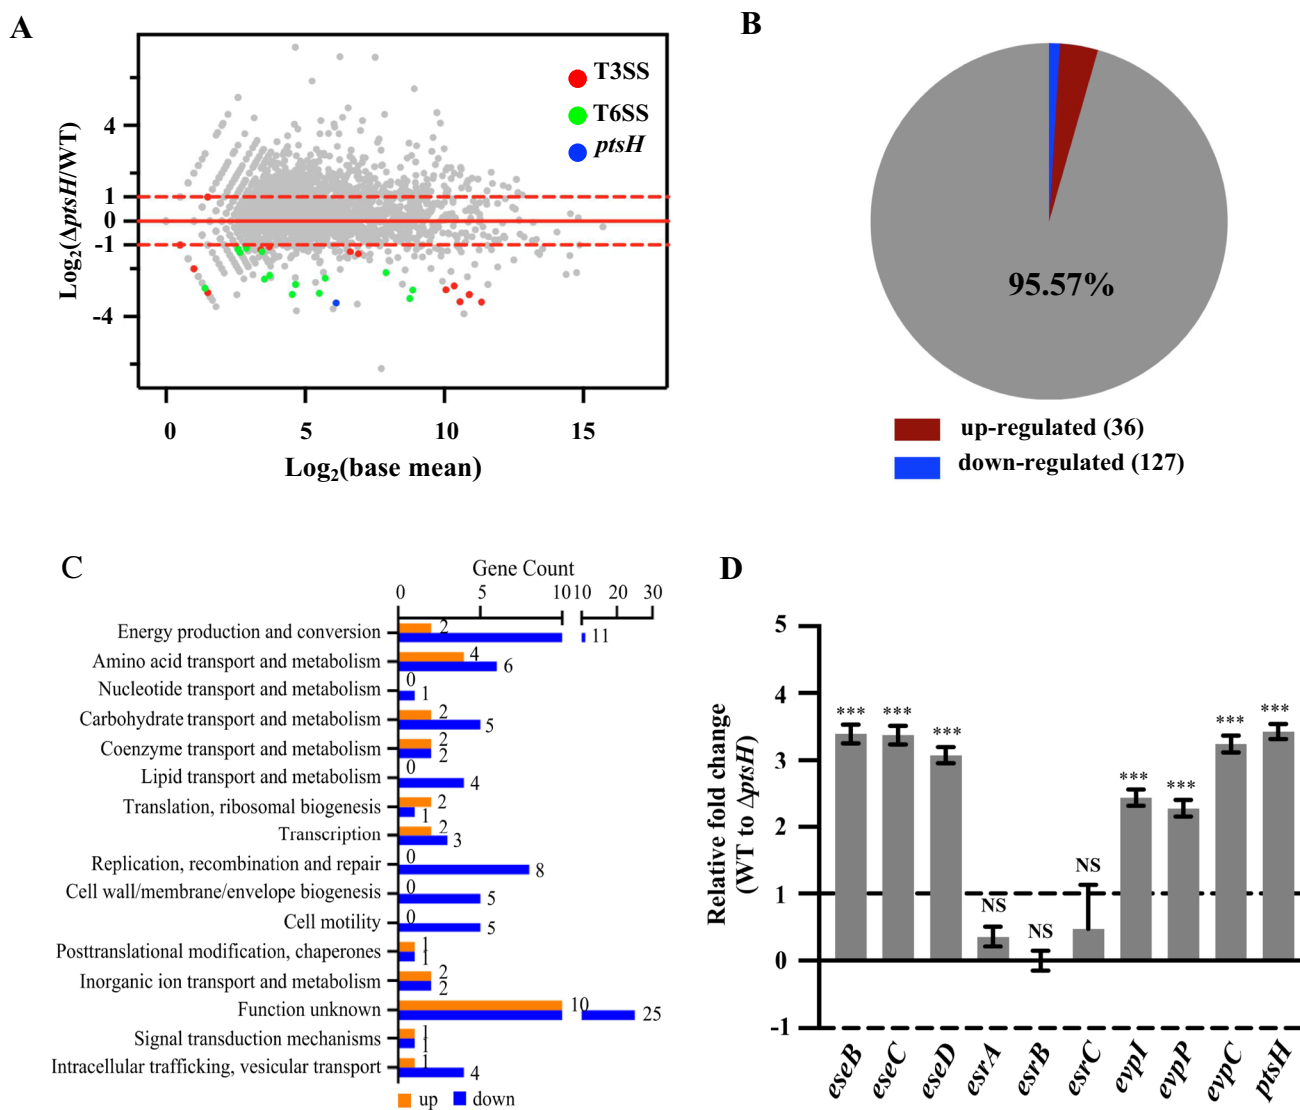 A
Log2(ΔptsH/WT)
4
1
0
-1
-4
T3SS
T6SS
ptsH
0 5 10 15
Log2(base mean)
B
95.57%
up-regulated (36)
down-regulated (127)
C
Gene Count
0 5 10 10 20 30
Energy production and conversion 2 11
Amino acid transport and metabolism 4 6
Nucleotide transport and metabolism 0 1
Carbohydrate transport and metabolism 2 5
Coenzyme transport and metabolism 2 2
Lipid transport and metabolism 0 4
Translation, ribosomal biogenesis 2 1
Transcription 2 3
Replication, recombination and repair 0 8
Cell wall/membrane/envelope biogenesis 0 5
Cell motility 0 5
Posttranslational modification, chaperones 1 1
Inorganic ion transport and metabolism 2 2
Function unknown 10 25
Signal transduction mechanisms 1 1
Intracellular trafficking, vesicular transport 1 4
up down
D
Relative fold change
(WT to ΔptsH)
5
4
3
2
1
0
-1
*** *** *** NS NS NS *** *** *** ***
eseB eseC eseD esrA esrB esrC evpI evpP evpC ptsH